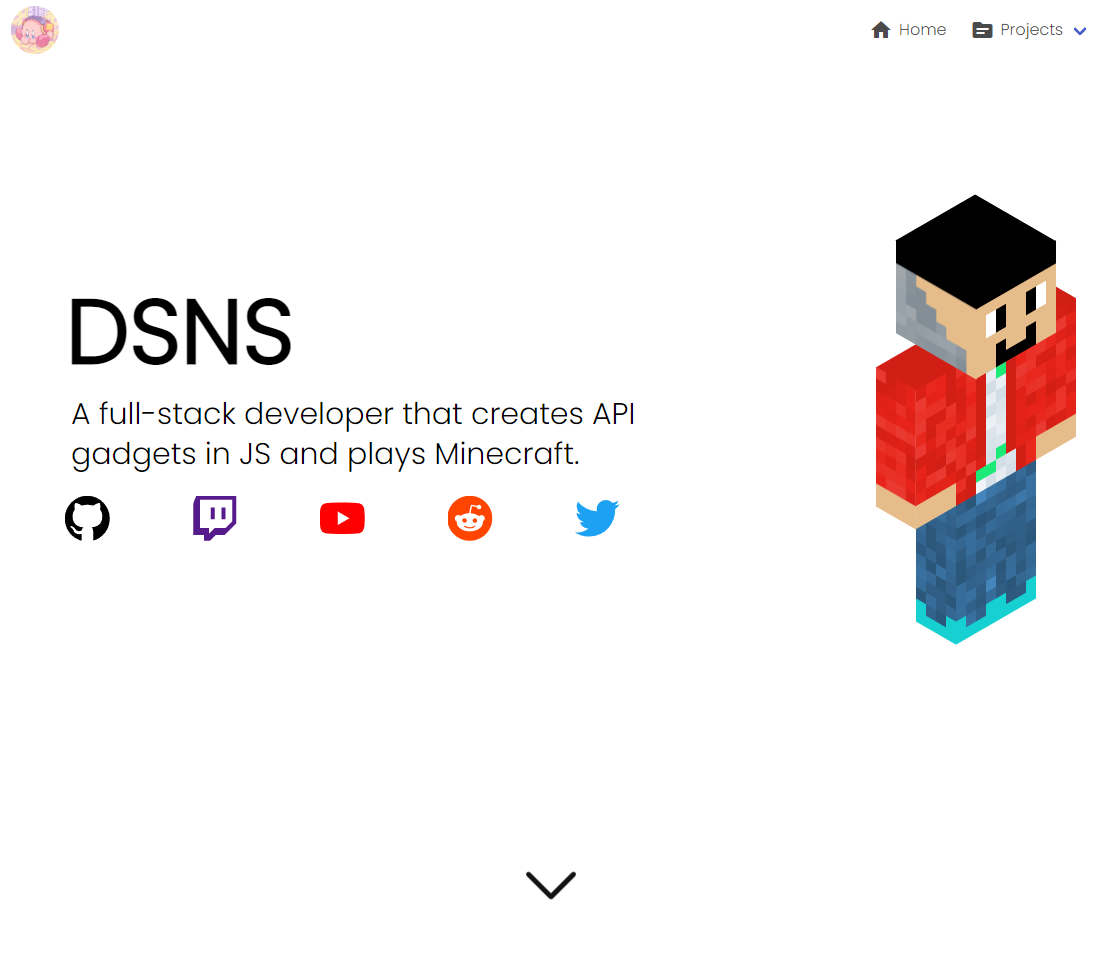 Home
Projects
DSNS
A full-stack developer that creates API
gadgets in JS and plays Minecraft.